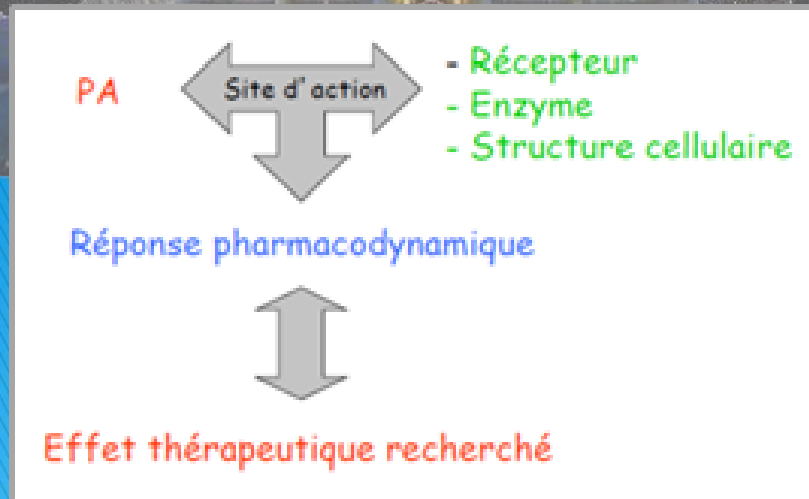 PA
Site d'action
- Récepteur
- Enzyme
- Structure cellulaire
Réponse pharmacodynamique
Effet thérapeutique recherché